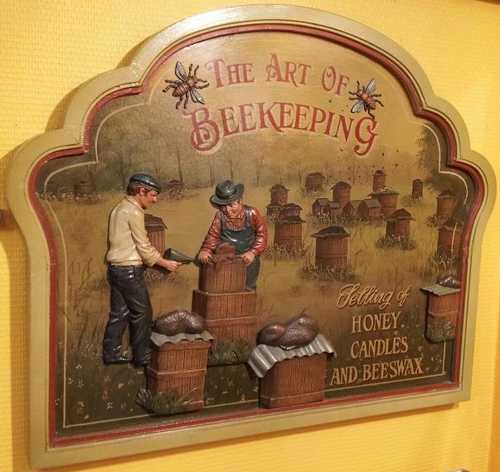 The Art Of
Beekeeping
Selling of
Honey
Candles
and Beeswax